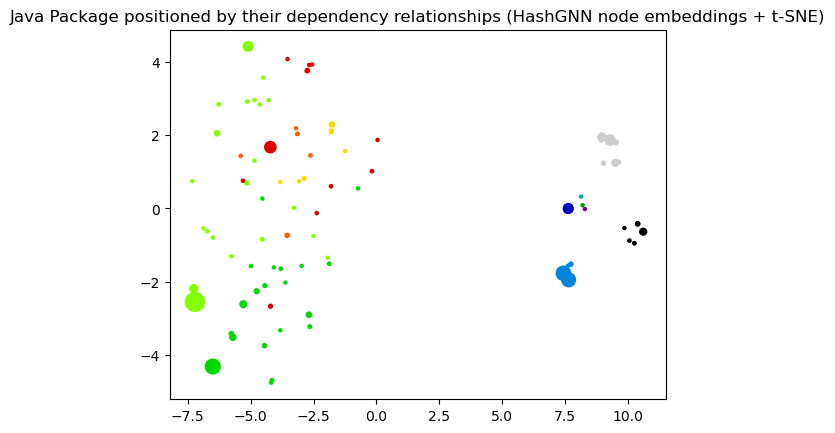 Java Package positioned by their dependency relationships (HashGNN node embeddings + t-SNE)
4
2
0
−2
−4
−7.5 −5.0 −2.5 0.0 2.5 5.0 7.5 10.0